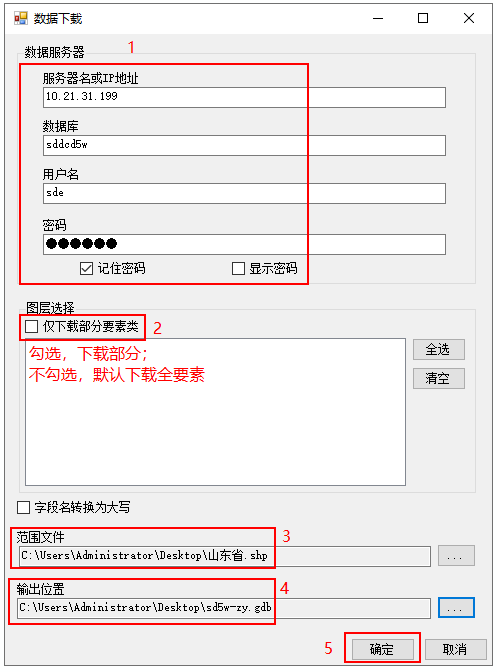 数据下载
数据服务器
1
服务器名或IP地址
10.21.31.199
数据库
sddcd5w
用户名
sde
密码
●●●●●●
记住密码
显示密码
图层选择
仅下载部分要素类
2
勾选，下载部分；
不勾选，默认下载全要素
全选
清空
字段名转换为大写
范围文件
3
C:\Users\Administrator\Desktop\山东省.shp
...
输出位置
4
C:\Users\Administrator\Desktop\sd5w-zy.gdb
...
5
确定
取消